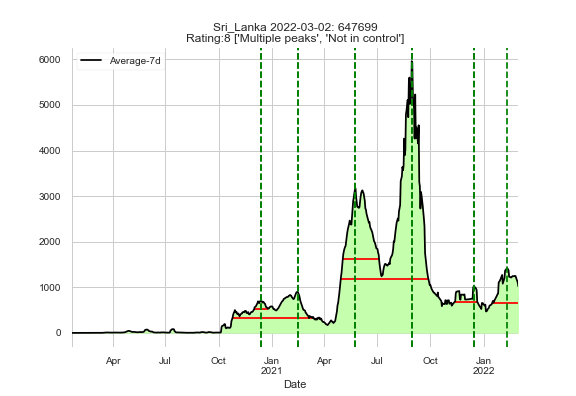 Sri_Lanka 2022-03-02: 647699
Rating:8 ['Multiple peaks', 'Not in control']
Average-7d
6000
5000
4000
3000
2000
1000
0
Apr Jul Oct Jan Apr Jul Oct Jan
2021 2022
Date